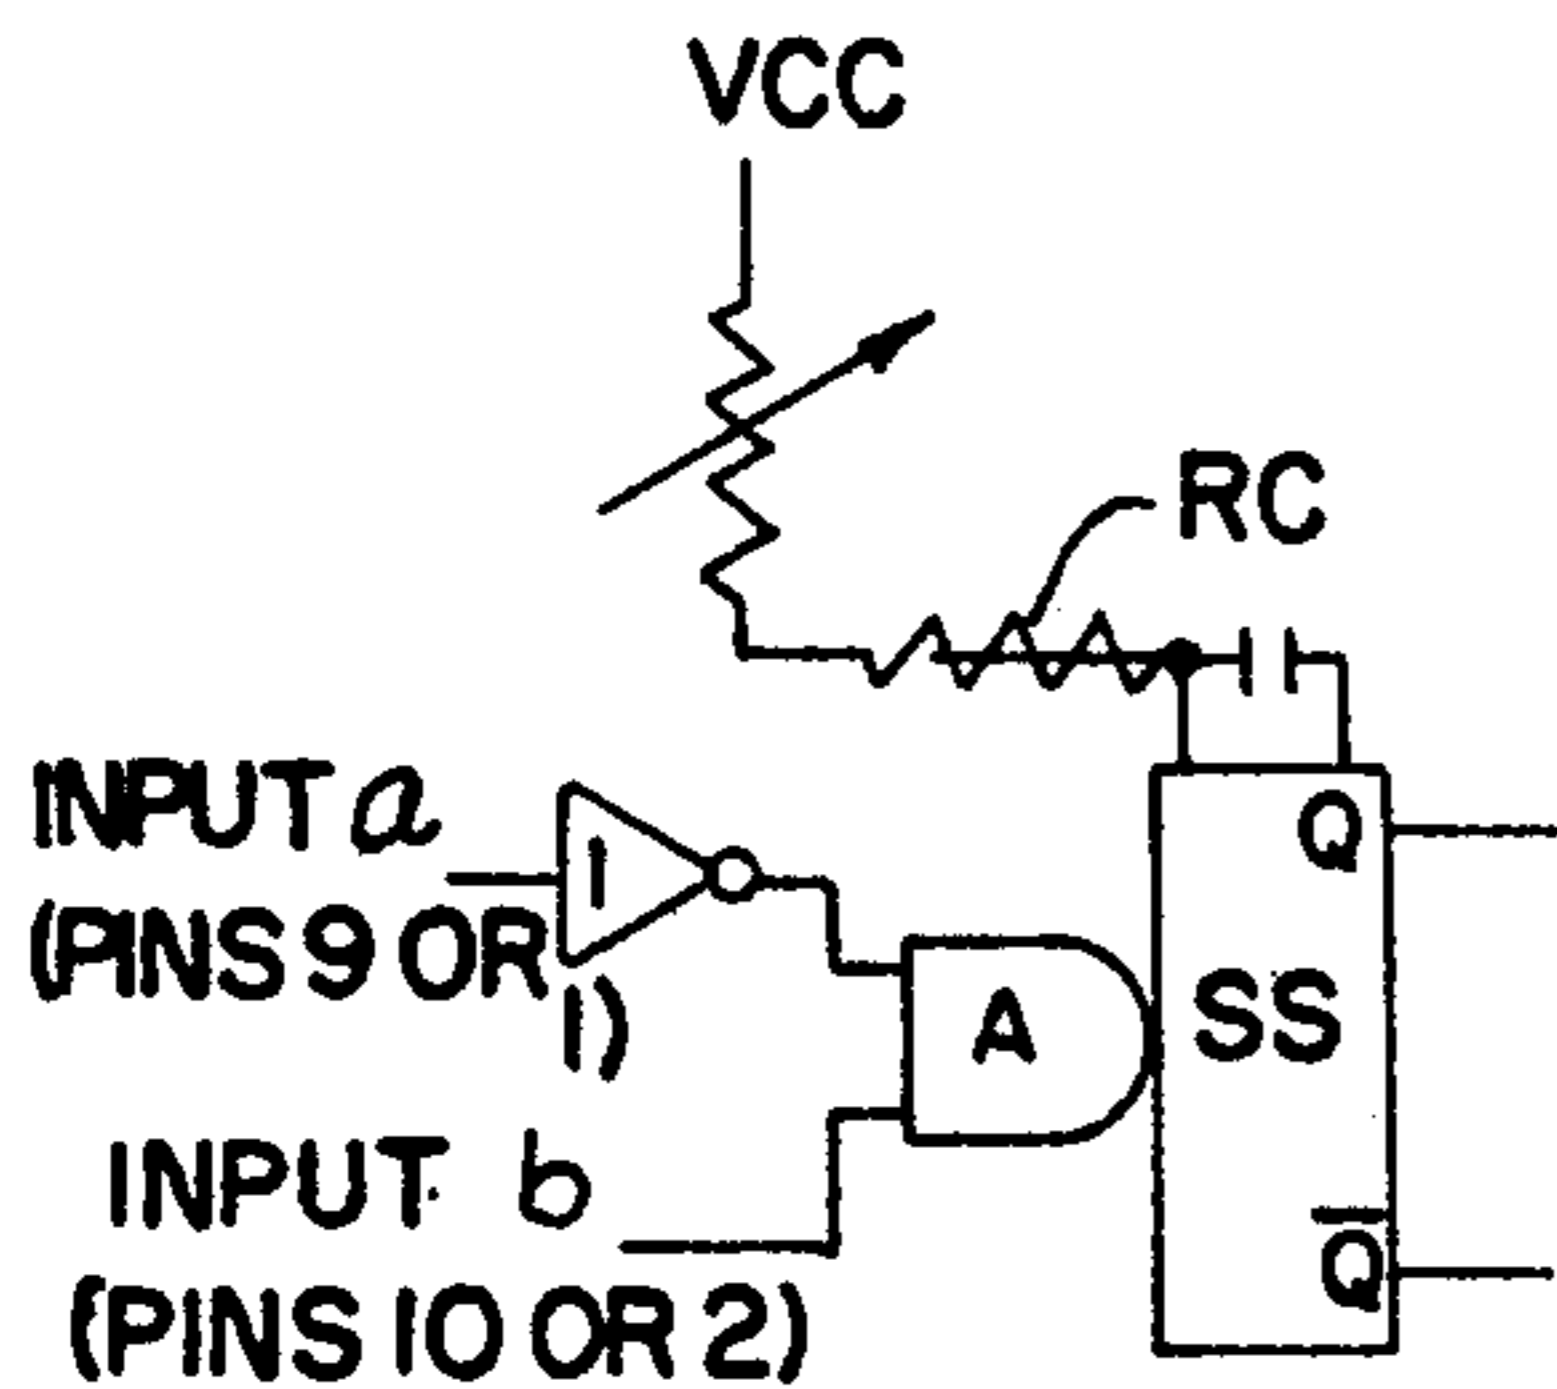 VCC
RC
INPUT a
(PINS 9 OR
1)
I
Q
A
SS
INPUT b
(PINS 10 OR 2)
Q̅